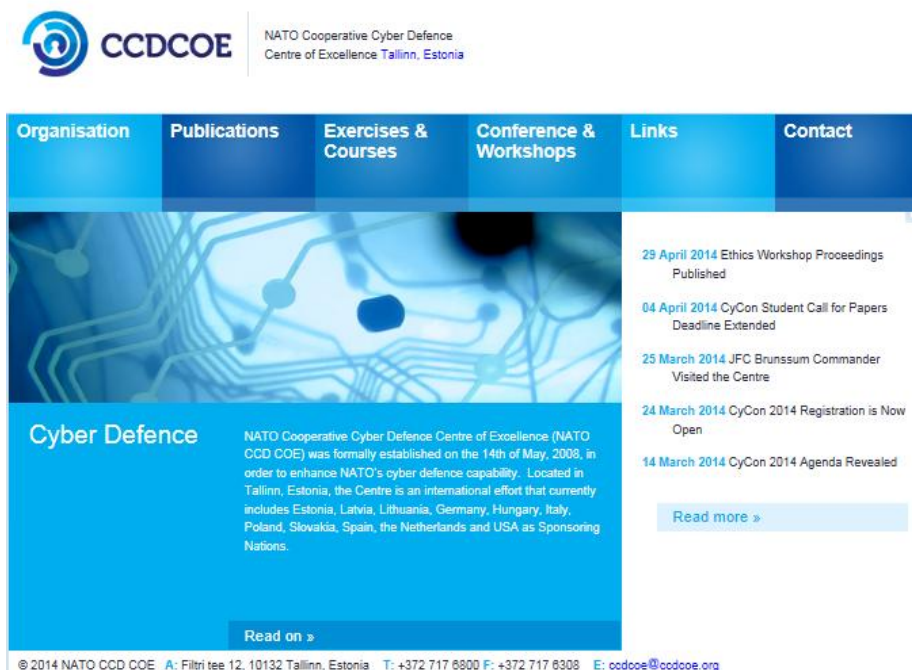 CCDCOE
NATO Cooperative Cyber Defence
Centre of Excellence Tallinn, Estonia
Organisation
Publications
Exercises &
Courses
Conference &
Workshops
Links
Contact
29 April 2014 Ethics Workshop Proceedings
Published
04 April 2014 CyCon Student Call for Papers
Deadline Extended
25 March 2014 JFC Brunssum Commander
Visited the Centre
24 March 2014 CyCon 2014 Registration is Now
Open
14 March 2014 CyCon 2014 Agenda Revealed
Read more »
Cyber Defence
NATO Cooperative Cyber Defence Centre of Excellence (NATO
CCD COE) was formally established on the 14th of May, 2008, in
order to enhance NATO's cyber defence capability. Located in
Tallinn, Estonia, the Centre is an international effort that currently
includes Estonia, Latvia, Lithuania, Germany, Hungary, Italy,
Poland, Slovakia, Spain, the Netherlands and USA as Sponsoring
Nations.
Read on »
© 2014 NATO CCD COE A: Filtri tee 12, 10132 Tallinn, Estonia T: +372 717 6800 F: +372 717 6308 E: ccdcoe@ccdcoe.org